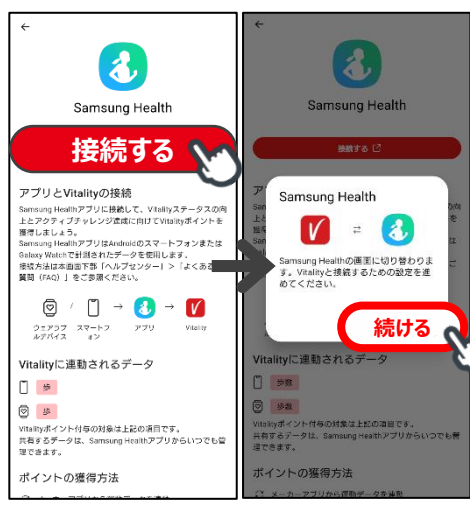 ←
Samsung Health
接続する
アプリとVitalityの接続
Samsung Healthアプリに接続して、Vitalityステータスの向
上とアクティブチャレンジ達成に向けてVitalityポイントを
獲得しましょう。
Samsung HealthアプリはAndroidのスマートフォンまたは
Galaxy Watchで計測されたデータを使用します。
接続方法は本画面下部「ヘルプセンター」>「よくある
質問（FAQ）」をご参照ください。
/ → →
ウェアラブ
ルデバイス
スマートフ
ォン
アプリ
Vitality
Vitalityに連動されるデータ
歩
歩
Vitalityポイント付与の対象は上記の項目です。
共有するデータは、Samsung Healthアプリからいつでも管
理できます。
ポイントの獲得方法
←
Samsung Health
接続する
Samsung Health
Samsung Healthの画面に切り替わりま
す。Vitalityと接続するための設定を進
めてください。
続ける
Vitalityに連動されるデータ
歩数
歩数
Vitalityポイント付与の対象は上記の項目です。
共有するデータは、Samsung Healthアプリからいつでも管
理できます。
ポイントの獲得方法
メーカーアプリから運動データを連動